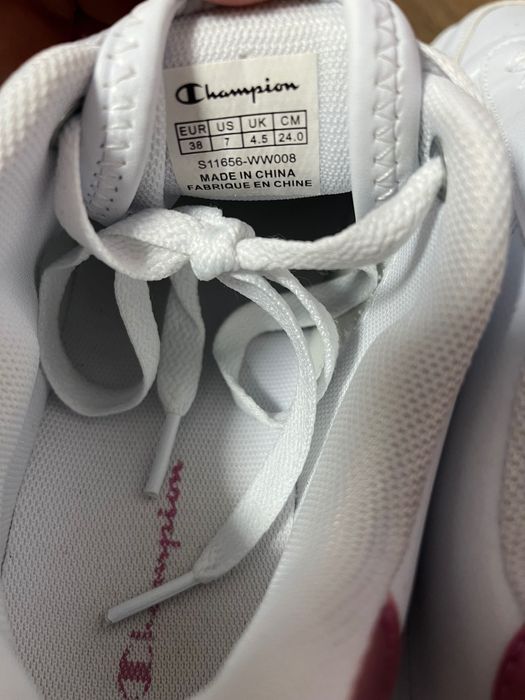 Champion
EUR US UK CM
38 7 4.5 24.0
S11656-WW008
MADE IN CHINA
FABRIQUE EN CHINE
Champion